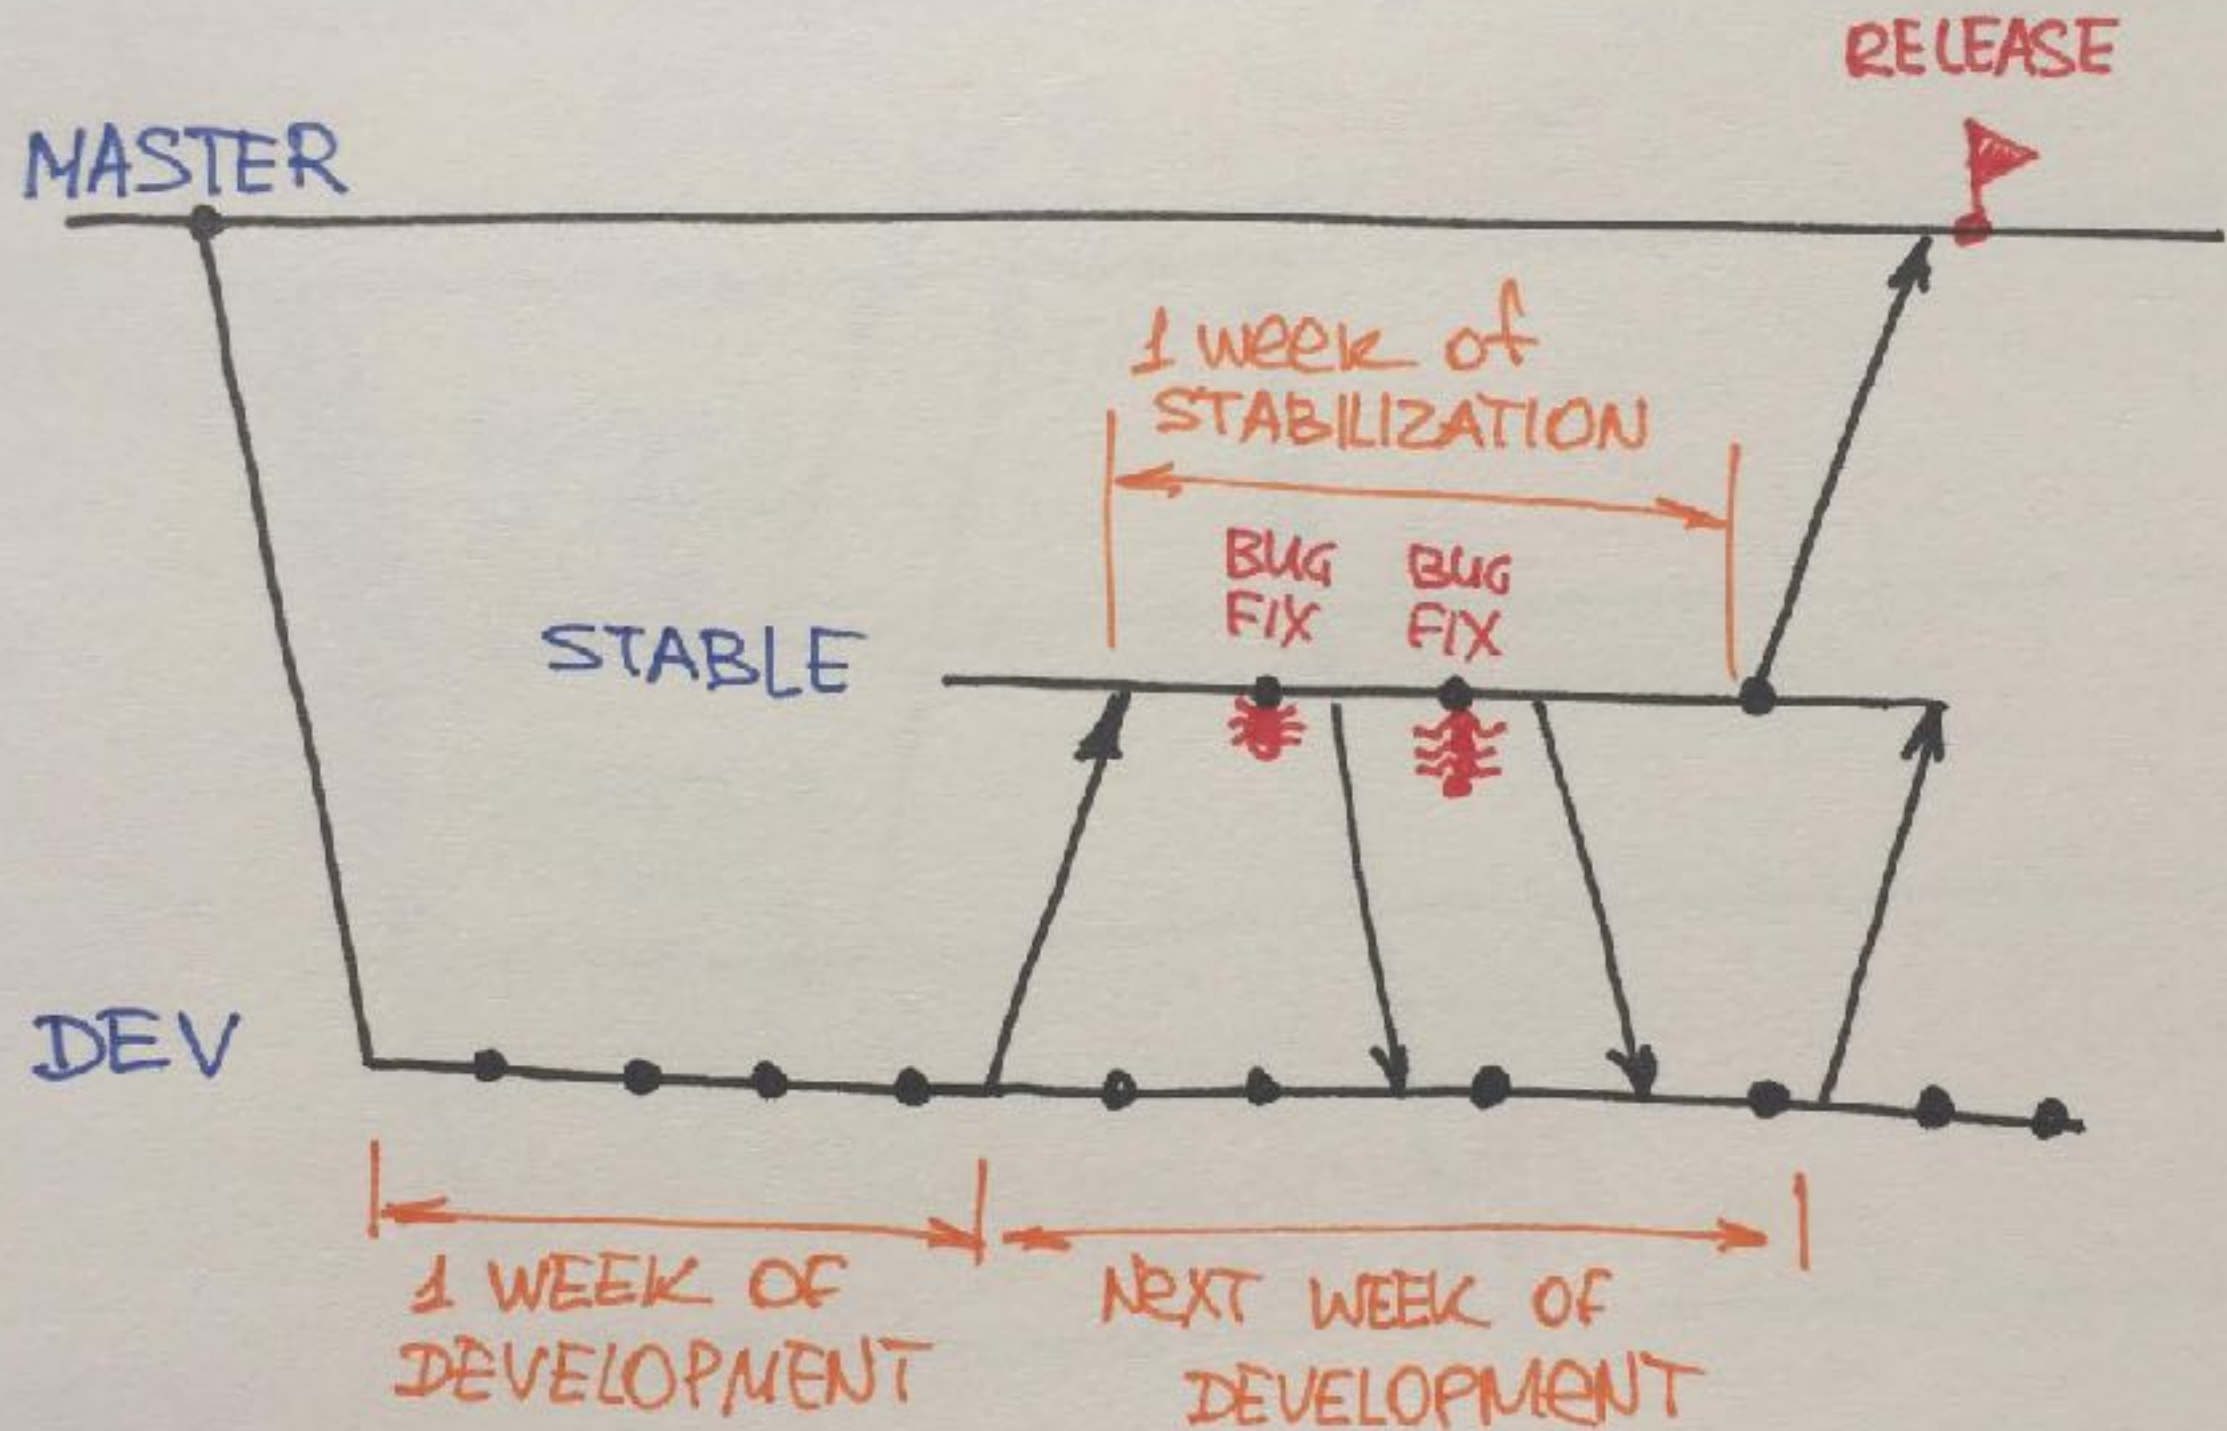 RELEASE
MASTER
1 week of
STABILIZATION
BUG
FIX
BUG
FIX
STABLE
DEV
1 WEEK OF
DEVELOPMENT
NeXT WEEK OF
DEVELOPMeNT